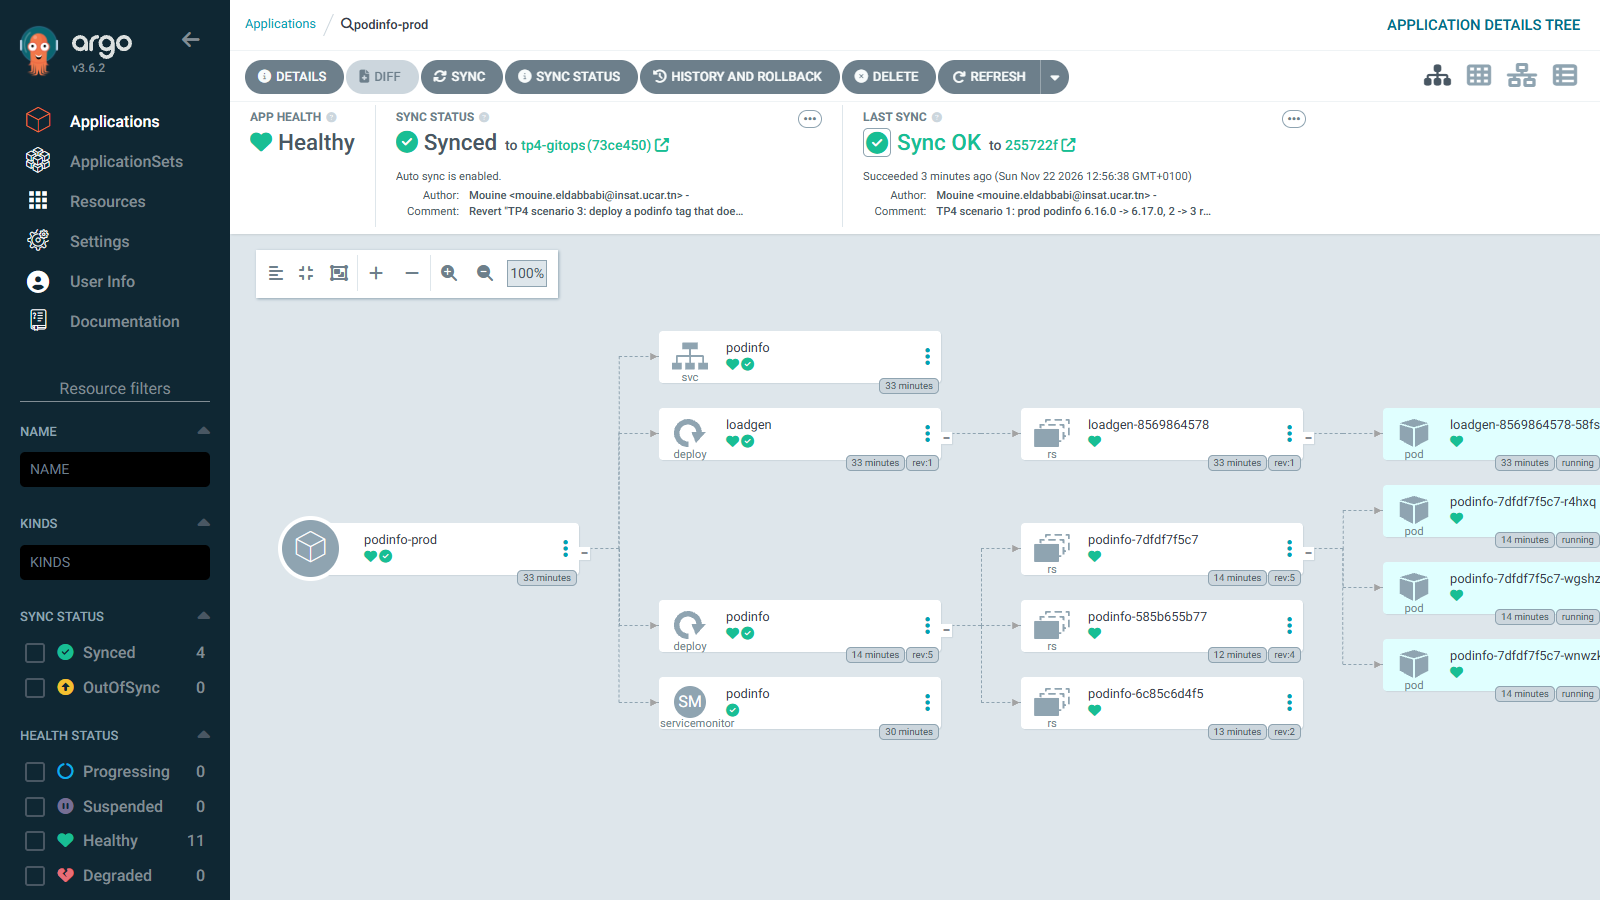 argo
v3.6.2
Applications
ApplicationSets
Resources
Settings
User Info
Documentation
Resource filters
NAME
NAME
KINDS
KINDS
SYNC STATUS
Synced 4
OutOfSync 0
HEALTH STATUS
Progressing 0
Suspended 0
Healthy 11
Degraded 0
Applications / podinfo-prod
APPLICATION DETAILS TREE
DETAILS DIFF SYNC SYNC STATUS HISTORY AND ROLLBACK DELETE REFRESH
APP HEALTH
Healthy
SYNC STATUS
Synced to tp4-gitops (73ce450)
Auto sync is enabled.
Author: Mouine <mouine.eldabbabi@insat.ucar.tn> -
Comment: Revert "TP4 scenario 3: deploy a podinfo tag that doe...
LAST SYNC
Sync OK to 255722f
Succeeded 3 minutes ago (Sun Nov 22 2026 12:56:38 GMT+0100)
Author: Mouine <mouine.eldabbabi@insat.ucar.tn> -
Comment: TP4 scenario 1: prod podinfo 6.16.0 -> 6.17.0, 2 -> 3 r...
100%
podinfo-prod
33 minutes
podinfo
svc
33 minutes
loadgen
deploy
33 minutes rev:1
podinfo
deploy
14 minutes rev:5
podinfo
SM
servicemonitor
30 minutes
loadgen-8569864578
rs
33 minutes rev:1
podinfo-7dfdf7f5c7
rs
14 minutes rev:5
podinfo-585b655b77
rs
12 minutes rev:4
podinfo-6c85c6d4f5
rs
13 minutes rev:2
loadgen-8569864578-58fs
pod
33 minutes running
podinfo-7dfdf7f5c7-r4hxq
pod
14 minutes running
podinfo-7dfdf7f5c7-wgshz
pod
14 minutes running
podinfo-7dfdf7f5c7-wnwzk
pod
14 minutes running